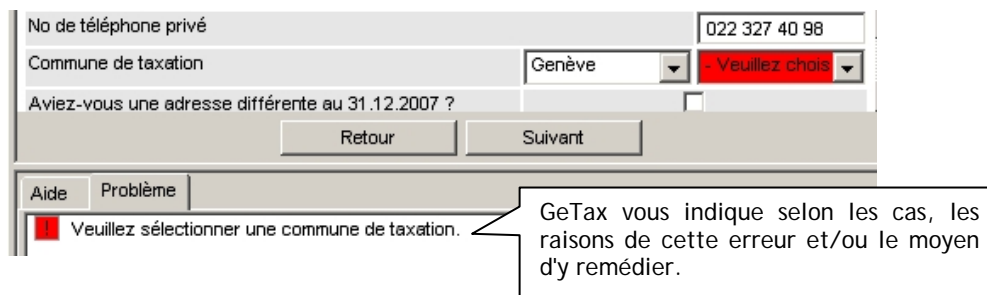 No de téléphone privé 022 327 40 98
Commune de taxation Genève - Veuillez chois
Aviez-vous une adresse différente au 31.12.2007 ?
Retour Suivant
Aide Problème
! Veuillez sélectionner une commune de taxation.
GeTax vous indique selon les cas, les
raisons de cette erreur et/ou le moyen
d'y remédier.